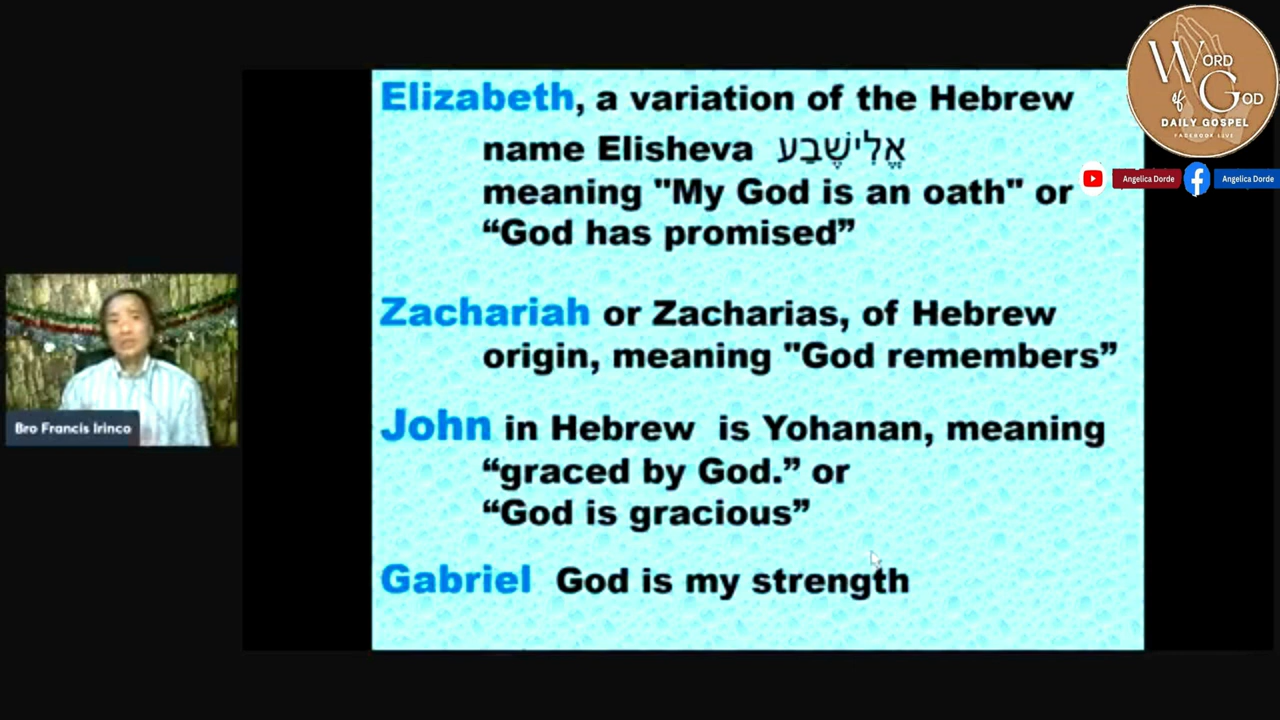 Elizabeth, a variation of the Hebrew
name Elisheva אֱלִישֶׁבַע
meaning "My God is an oath" or
“God has promised”
Zachariah or Zacharias, of Hebrew
origin, meaning "God remembers”
John in Hebrew is Yohanan, meaning
“graced by God.” or
“God is gracious”
Gabriel God is my strength
Bro Francis Irinco
WORD
of GOD
DAILY GOSPEL
FACEBOOK LIVE
Angelica Dorde
Angelica Dorde